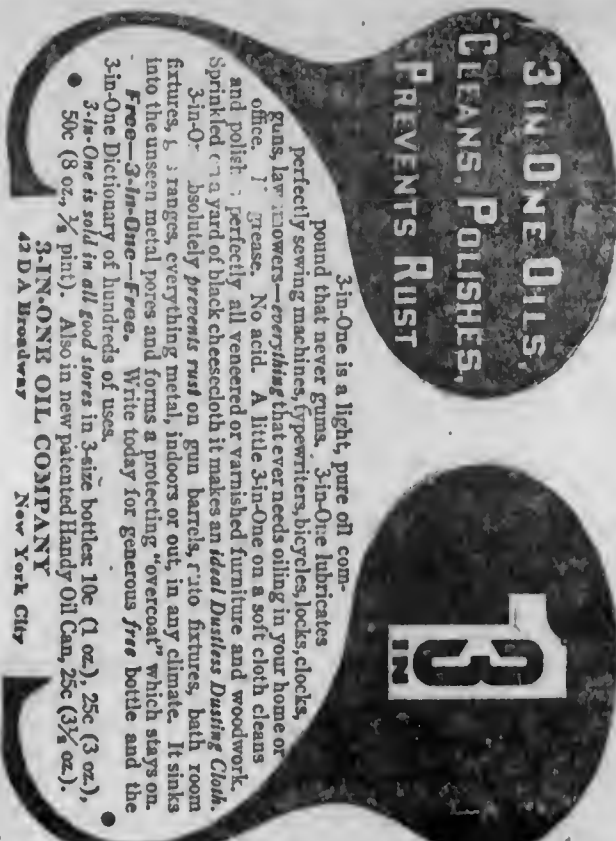 3 IN ONE OILS,
CLEANS, POLISHES,
PREVENTS RUST
3 IN 1
3-in-One is a light, pure oil com-
pound that never gums. 3-in-One lubricates
perfectly sewing machines, typewriters, bicycles, locks, clocks,
guns, lawnmowers—everything that ever needs oiling in your home or
office. grease. No acid. A little 3-in-One on a soft cloth cleans
and polishes perfectly all veneered or varnished furniture and woodwork.
Sprinkled on a yard of black cheesecloth it makes an ideal Dustless Dusting Cloth.
3-in-One absolutely prevents rust on gun barrels, auto fixtures, bath room
fixtures, gas ranges, everything metal, indoors or out, in any climate. It sinks
into the unseen metal pores and forms a protecting "overcoat" which stays on.
Free—3-in-One—Free. Write today for generous free bottle and the
3-in-One Dictionary of hundreds of uses.
3-in-One is sold in all good stores in 3-size bottles: 10c (1 oz.), 25c (3 oz.),
50c (8 oz., ½ pint). Also in new patented Handy Oil Can, 25c (3½ oz.).
3-IN-ONE OIL COMPANY
42 D A Broadway New York City